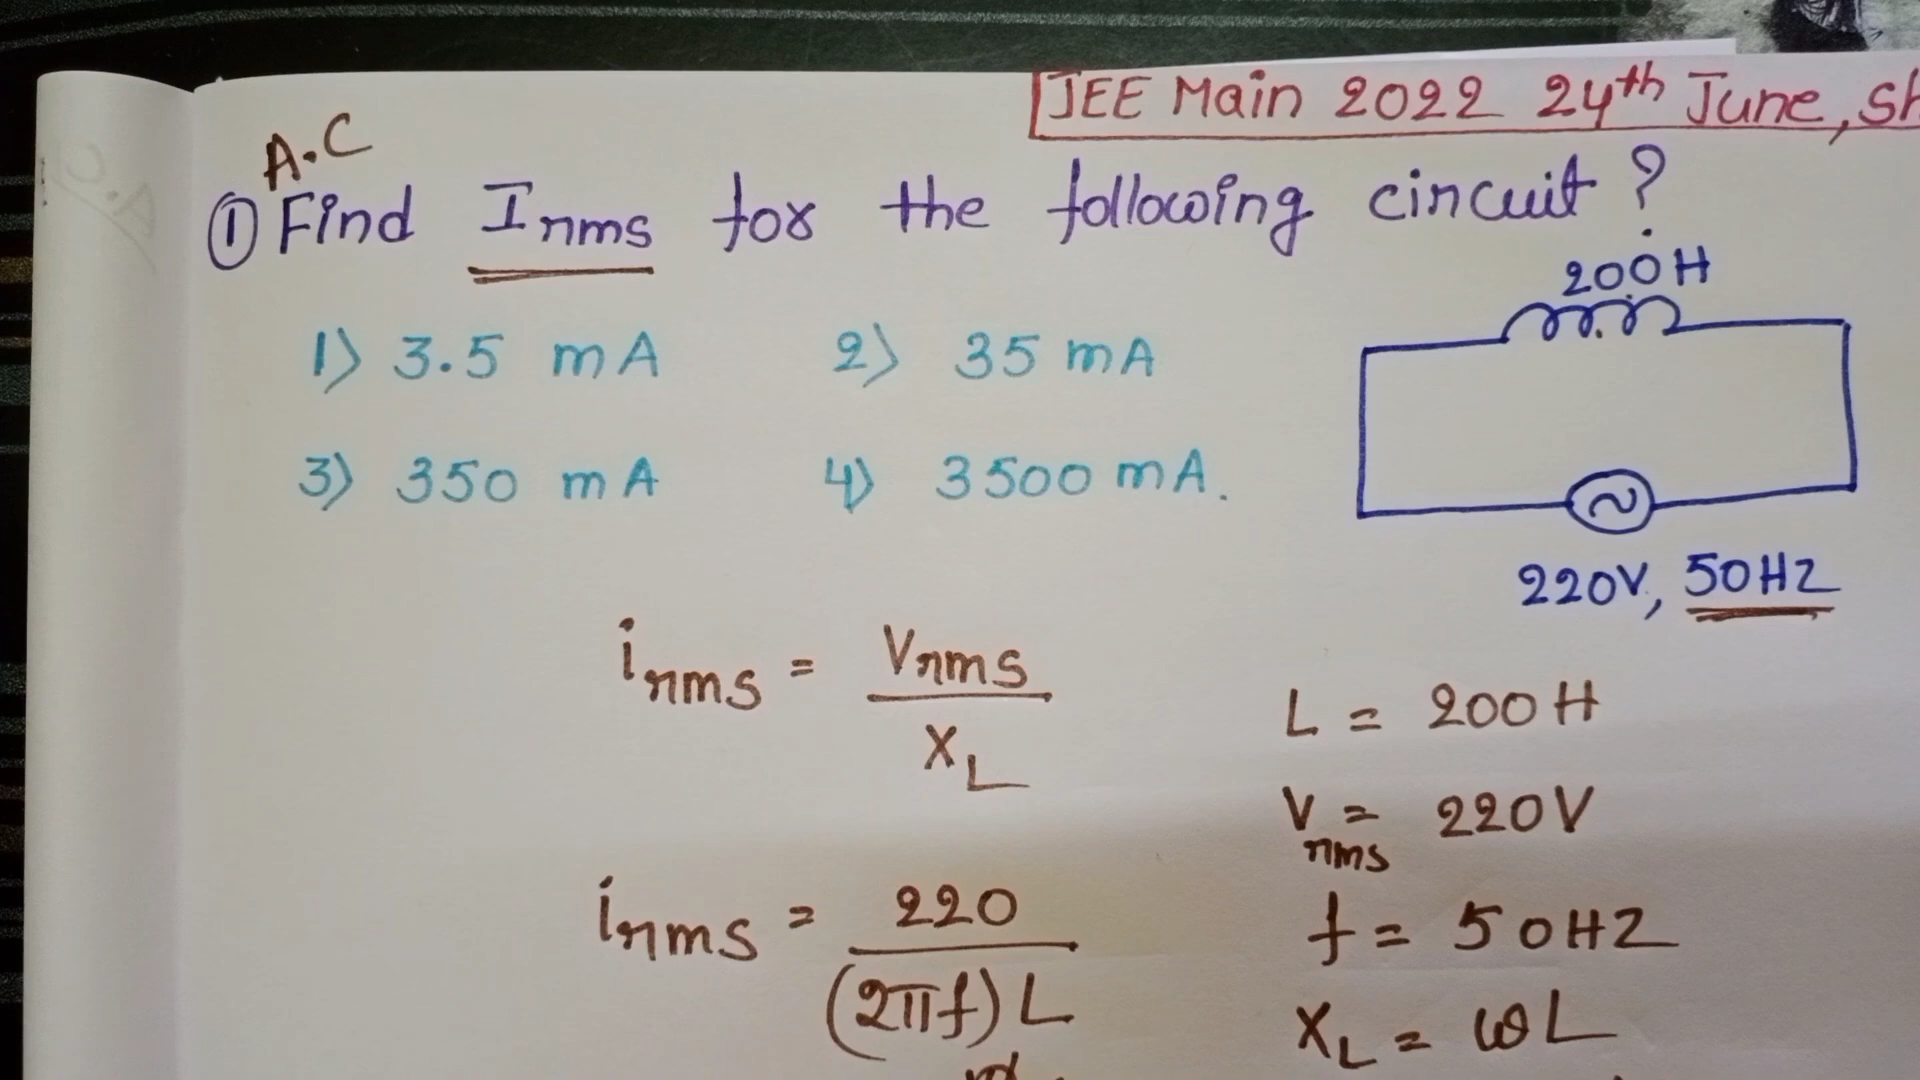 JEE Main 2022 24th June, Sh
A.C
① Find Irms for the following circuit ?
200H
1) 3.5 mA 2) 35 mA
3) 350 mA 4) 3500 mA.
220V, 50HZ
irms = Vrms / XL
L = 200H
Vrms = 220V
irms = 220 / (2πf) L
f = 50HZ
XL = ωL